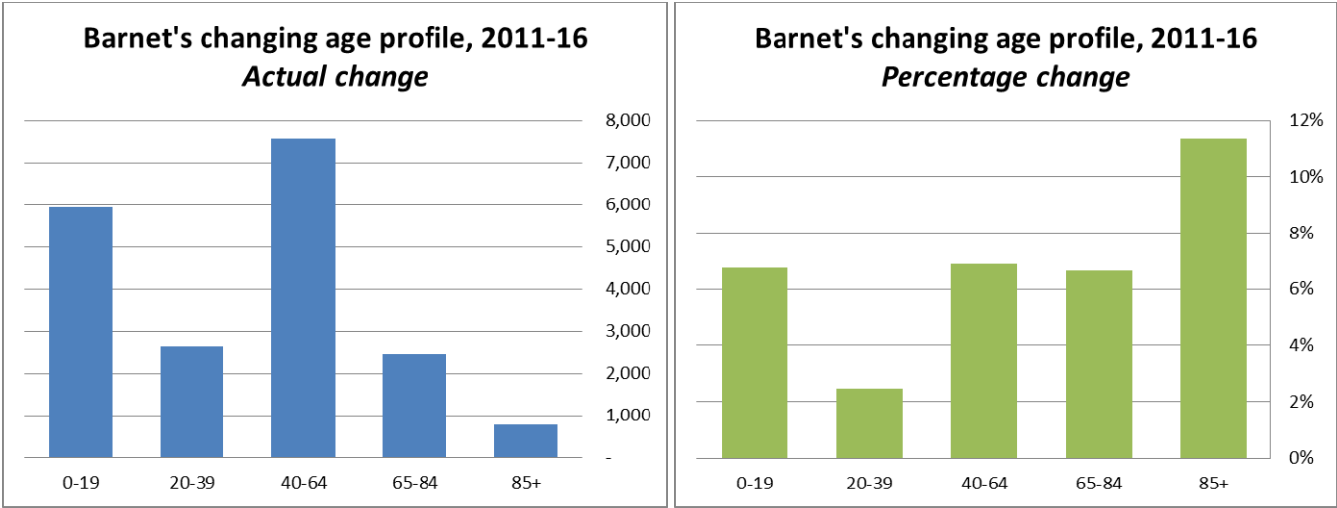 Barnet's changing age profile, 2011-16
Actual change
8,000
7,000
6,000
5,000
4,000
3,000
2,000
1,000
-
0-19 20-39 40-64 65-84 85+
Barnet's changing age profile, 2011-16
Percentage change
12%
10%
8%
6%
4%
2%
0%
0-19 20-39 40-64 65-84 85+